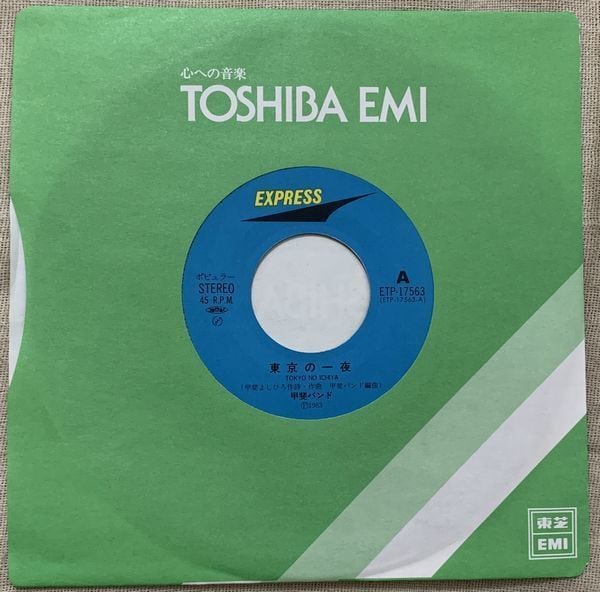 心への音楽
TOSHIBA EMI
EXPRESS
ポピュラー
STEREO
45 R.P.M.
A
ETP-17563
(ETP-17563-A)
東京の一夜
TOKYO NO ICHIYA
(甲斐よしひろ作詩・作曲 甲斐バンド編曲)
甲斐バンド
Ⓟ1983
東芝
EMI